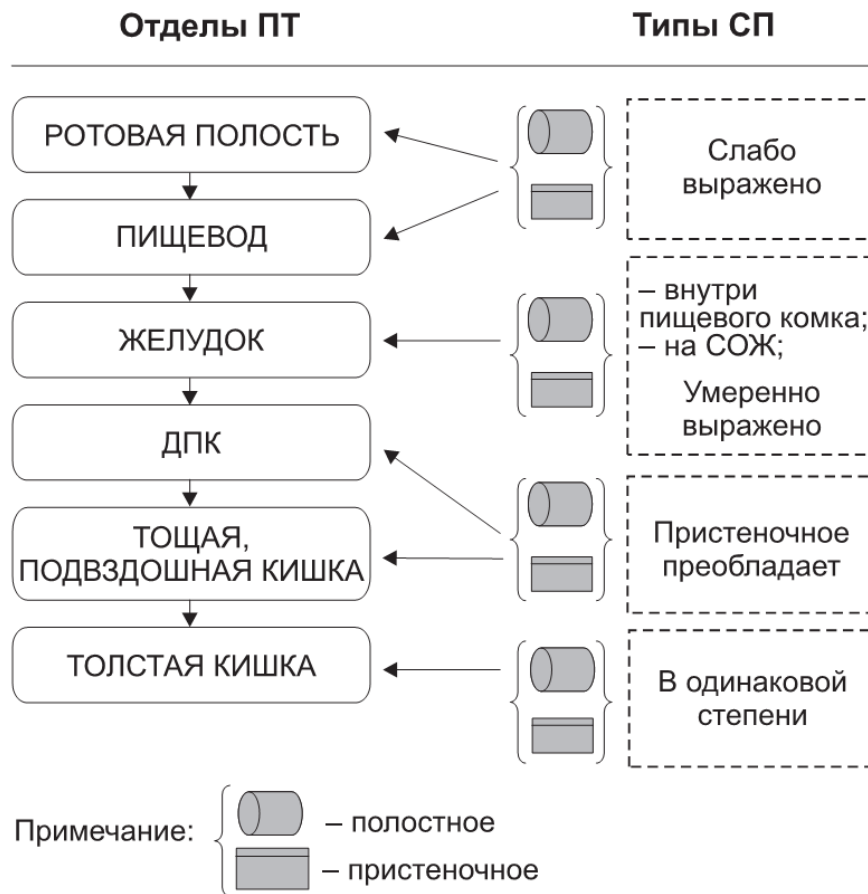 Отделы ПТ
Типы СП
РОТОВАЯ ПОЛОСТЬ
Слабо
выражено
ПИЩЕВОД
– внутри
пищевого комка;
– на СОЖ;
Умеренно
выражено
ЖЕЛУДОК
ДПК
ТОЩАЯ,
ПОДВЗДОШНАЯ КИШКА
Пристеночное
преобладает
ТОЛСТАЯ КИШКА
В одинаковой
степени
Примечание:
– полостное
– пристеночное